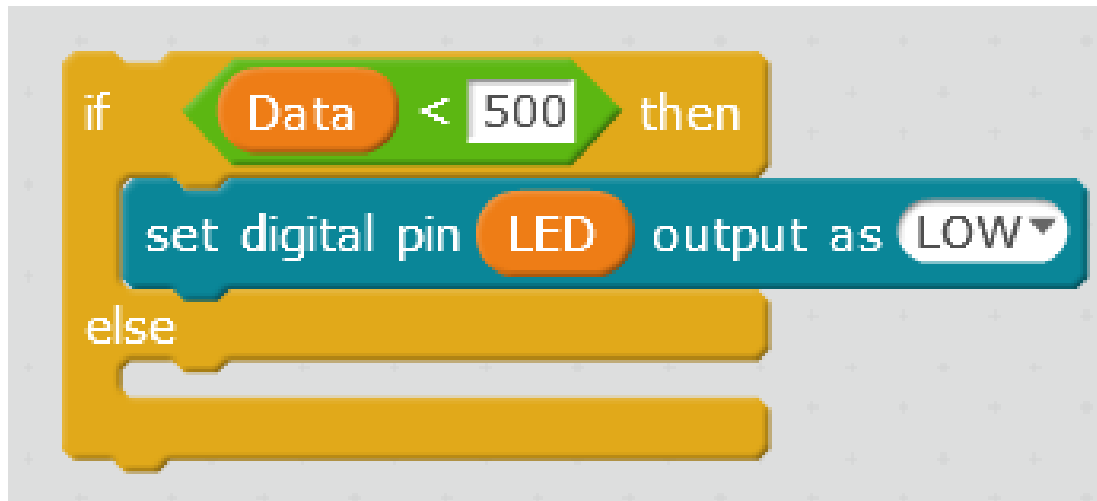 if Data < 500 then
set digital pin LED output as LOW
else